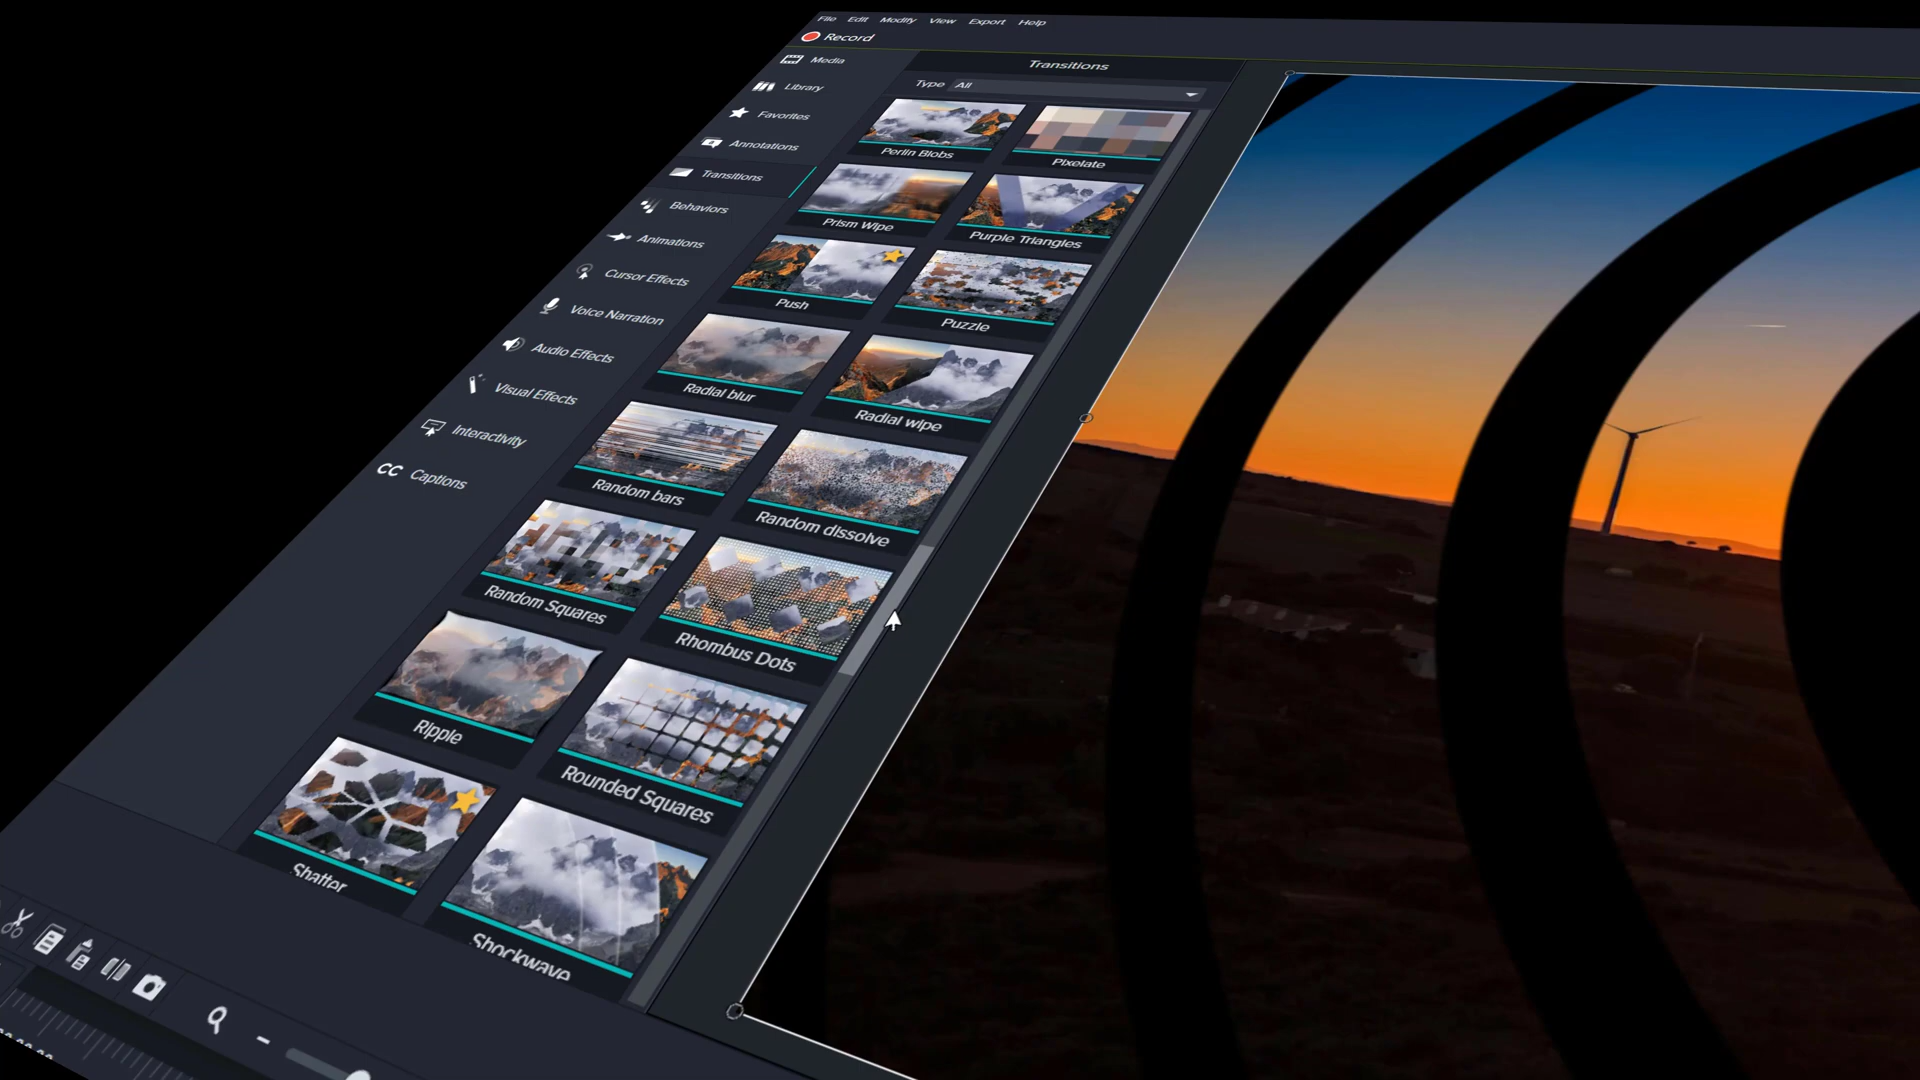 File Edit Modify View Export Help
Record
Media
Library
Favorites
Annotations
Transitions
Behaviors
Animations
Cursor Effects
Voice Narration
Audio Effects
Visual Effects
Interactivity
CC Captions
Transitions
Type All
Perlin Blobs Pixelate
Prism Wipe Purple Triangles
Push Puzzle
Radial blur Radial wipe
Random bars Random dissolve
Random Squares Rhombus Dots
Ripple Rounded Squares
Shatter Shockwave